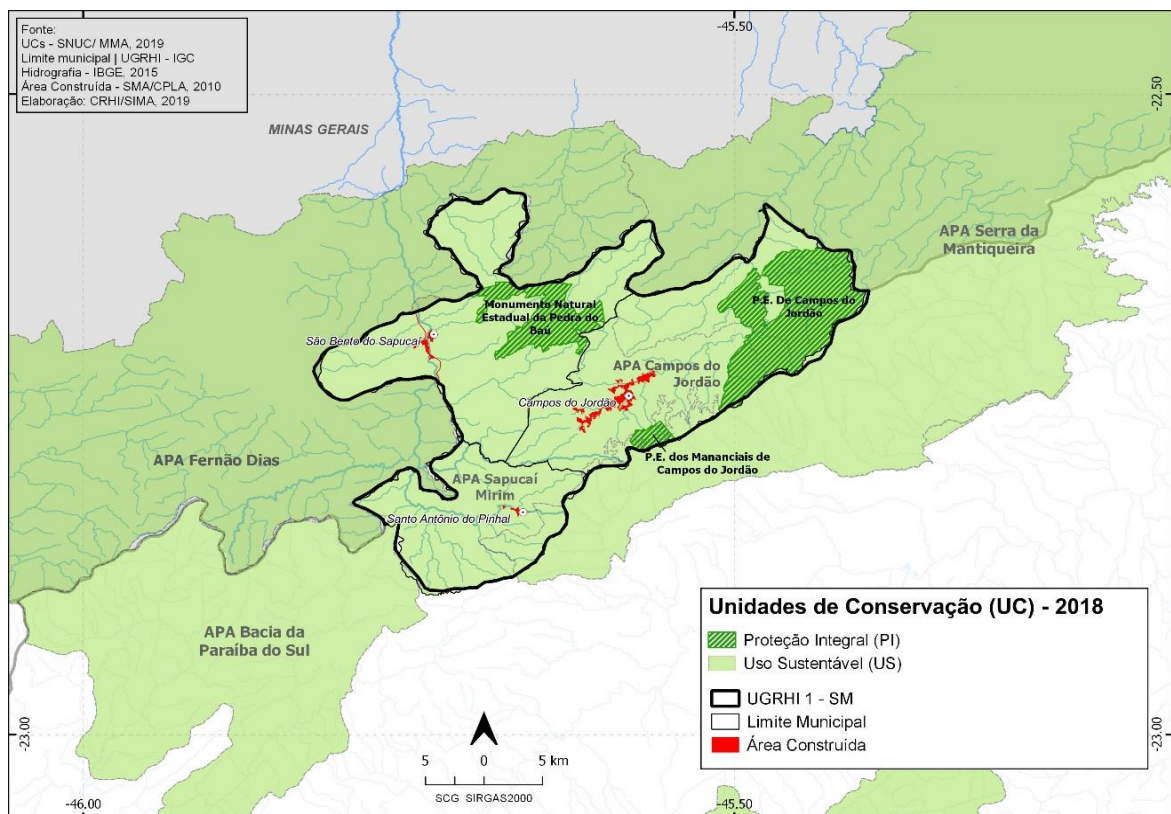 Fonte:
UCs - SNUC/ MMA, 2019
Limite municipal | UGRHI - IGC
Hidrografia - IBGE, 2015
Área Construída - SMA/CPLA, 2010
Elaboração: CRHI/SIMA, 2019
-45.50
-22.50
MINAS GERAIS
APA Serra da
Mantiqueira
P.E. De Campos do
Jordão
Monumento Natural
Estadual da Pedra do
Baú
São Bento do Sapucaí
APA Campos do
Jordão
Campos do Jordão
P.E. dos Mananciais de
Campos do Jordão
APA Fernão Dias
APA Sapucaí
Mirim
Santo Antônio do Pinhal
APA Bacia da
Paraíba do Sul
Unidades de Conservação (UC) - 2018
Proteção Integral (PI)
Uso Sustentável (US)
UGRHI 1 - SM
Limite Municipal
Área Construída
-23.00
-23.00
5 0 5 km
SCG SIRGAS2000
-46.00
-45.50